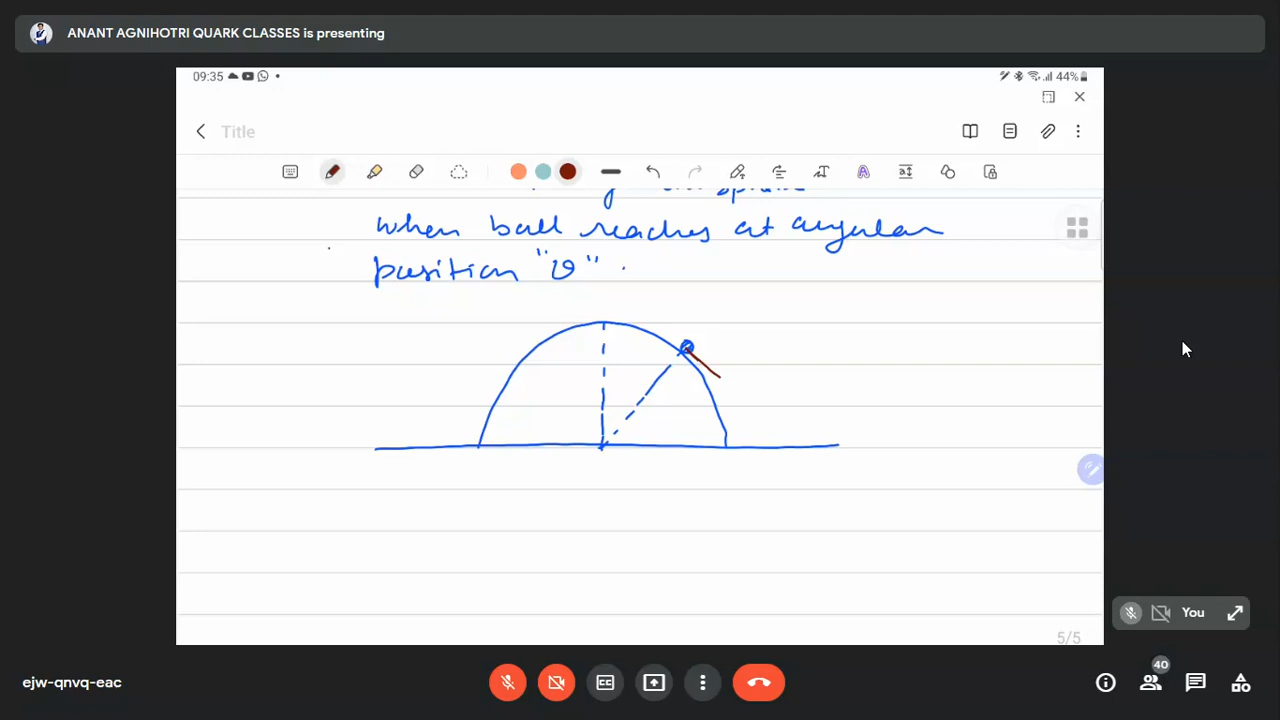 ANANT AGNIHOTRI QUARK CLASSES is presenting
09:35
44%
Title
when ball reaches at angular
position "θ" .
You
5/5
ejw-qnvq-eac
CC
40